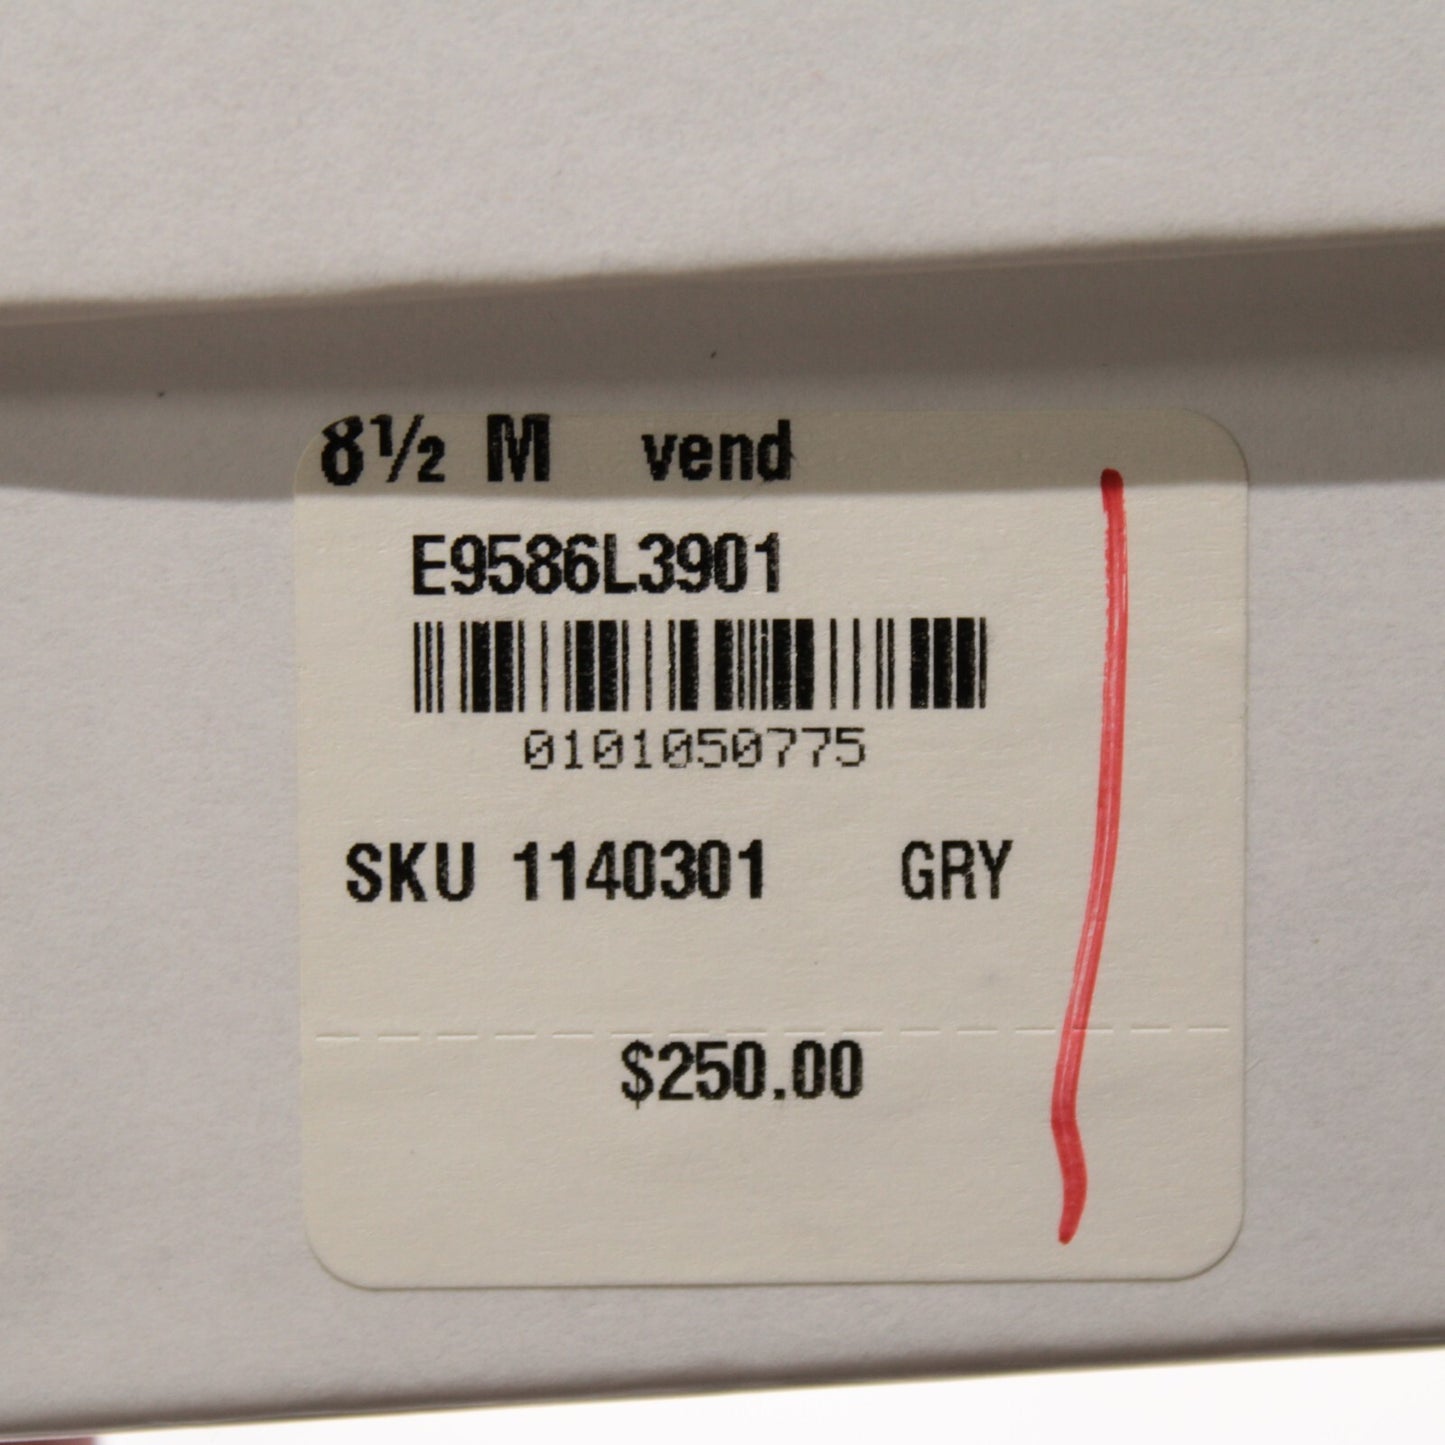 8½ M vend
E9586L3901
0101050775
SKU 1140301 GRY
$250.00